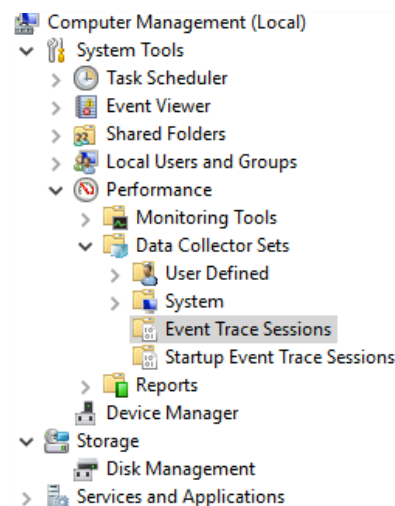 Computer Management (Local)
System Tools
Task Scheduler
Event Viewer
Shared Folders
Local Users and Groups
Performance
Monitoring Tools
Data Collector Sets
User Defined
System
Event Trace Sessions
Startup Event Trace Sessions
Reports
Device Manager
Storage
Disk Management
Services and Applications